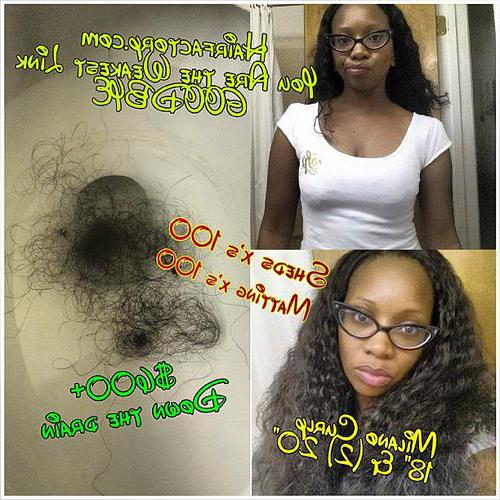 HairFactory.com
You Are the Weakest Link
GOODBYE
Sheds x's 100
Matting x's 100
$600+
Down the drain
Milano Curly
18" & (2) 20"